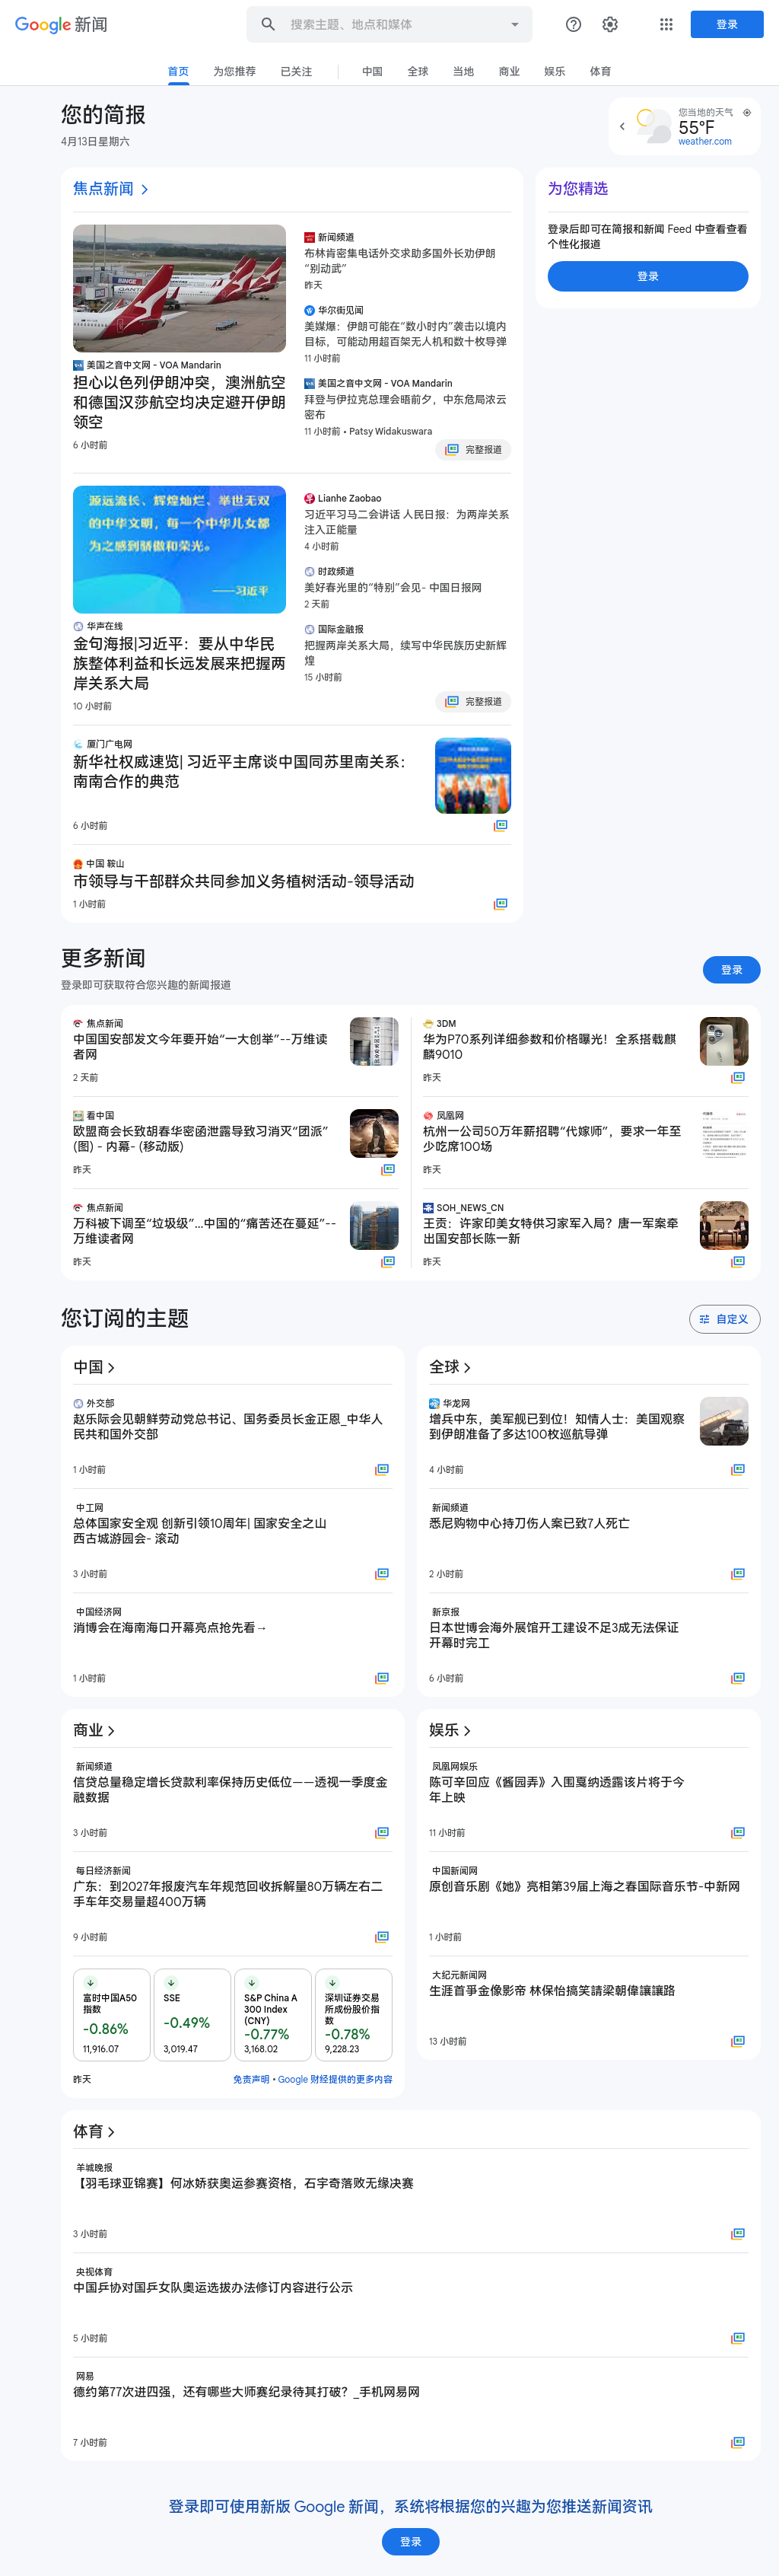 Google 新闻
搜索主题、地点和媒体
登录
首页
为您推荐
已关注
中国
全球
当地
商业
娱乐
体育
您的简报
4月13日星期六
您当地的天气
55°F
weather.com
焦点新闻
美国之音中文网 - VOA Mandarin
担心以色列伊朗冲突，澳洲航空
和德国汉莎航空均决定避开伊朗
领空
6 小时前
新闻频道
布林肯密集电话外交求助多国外长劝伊朗
“别动武”
昨天
华尔街见闻
美媒爆：伊朗可能在“数小时内”袭击以境内
目标，可能动用超百架无人机和数十枚导弹
11 小时前
美国之音中文网 - VOA Mandarin
拜登与伊拉克总理会晤前夕，中东危局浓云
密布
11 小时前 • Patsy Widakuswara
完整报道
源远流长、辉煌灿烂、举世无双
的中华文明，每一个中华儿女都
为之感到骄傲和荣光。
——习近平
华声在线
金句海报|习近平：要从中华民
族整体利益和长远发展来把握两
岸关系大局
10 小时前
Lianhe Zaobao
习近平习马二会讲话 人民日报：为两岸关系
注入正能量
4 小时前
时政频道
美好春光里的“特别”会见- 中国日报网
2 天前
国际金融报
把握两岸关系大局，续写中华民族历史新辉
煌
15 小时前
完整报道
厦门广电网
新华社权威速览| 习近平主席谈中国同苏里南关系：
南南合作的典范
6 小时前
中国 鞍山
市领导与干部群众共同参加义务植树活动-领导活动
1 小时前
为您精选
登录后即可在简报和新闻 Feed 中查看查看
个性化报道
登录
更多新闻
登录即可获取符合您兴趣的新闻报道
登录
焦点新闻
中国国安部发文今年要开始“一大创举”--万维读
者网
2 天前
看中国
欧盟商会长致胡春华密函泄露导致习消灭“团派”
(图) - 内幕- (移动版)
昨天
焦点新闻
万科被下调至“垃圾级”...中国的“痛苦还在蔓延”--
万维读者网
昨天
3DM
华为P70系列详细参数和价格曝光！全系搭载麒
麟9010
昨天
凤凰网
杭州一公司50万年薪招聘“代嫁师”，要求一年至
少吃席100场
昨天
SOH_NEWS_CN
王贡：许家印美女特供习家军入局？唐一军案牵
出国安部长陈一新
昨天
您订阅的主题
自定义
中国
外交部
赵乐际会见朝鲜劳动党总书记、国务委员长金正恩_中华人
民共和国外交部
1 小时前
中工网
总体国家安全观 创新引领10周年| 国家安全之山
西古城游园会- 滚动
3 小时前
中国经济网
消博会在海南海口开幕亮点抢先看→
1 小时前
全球
华龙网
增兵中东，美军舰已到位！知情人士：美国观察
到伊朗准备了多达100枚巡航导弹
4 小时前
新闻频道
悉尼购物中心持刀伤人案已致7人死亡
2 小时前
新京报
日本世博会海外展馆开工建设不足3成无法保证
开幕时完工
6 小时前
商业
新闻频道
信贷总量稳定增长贷款利率保持历史低位——透视一季度金
融数据
3 小时前
每日经济新闻
广东：到2027年报废汽车年规范回收拆解量80万辆左右二
手车年交易量超400万辆
9 小时前
富时中国A50
指数
-0.86%
11,916.07
SSE
-0.49%
3,019.47
S&P China A
300 Index
(CNY)
-0.77%
3,168.02
深圳证券交易
所成份股价指
数
-0.78%
9,228.23
昨天
免责声明 • Google 财经提供的更多内容
娱乐
凤凰网娱乐
陈可辛回应《酱园弄》入围戛纳透露该片将于今
年上映
11 小时前
中国新闻网
原创音乐剧《她》亮相第39届上海之春国际音乐节-中新网
1 小时前
大纪元新闻网
生涯首爭金像影帝 林保怡搞笑請梁朝偉讓讓路
13 小时前
体育
羊城晚报
【羽毛球亚锦赛】何冰娇获奥运参赛资格，石宇奇落败无缘决赛
3 小时前
央视体育
中国乒协对国乒女队奥运选拔办法修订内容进行公示
5 小时前
网易
德约第77次进四强，还有哪些大师赛纪录待其打破？_手机网易网
7 小时前
登录即可使用新版 Google 新闻，系统将根据您的兴趣为您推送新闻资讯
登录